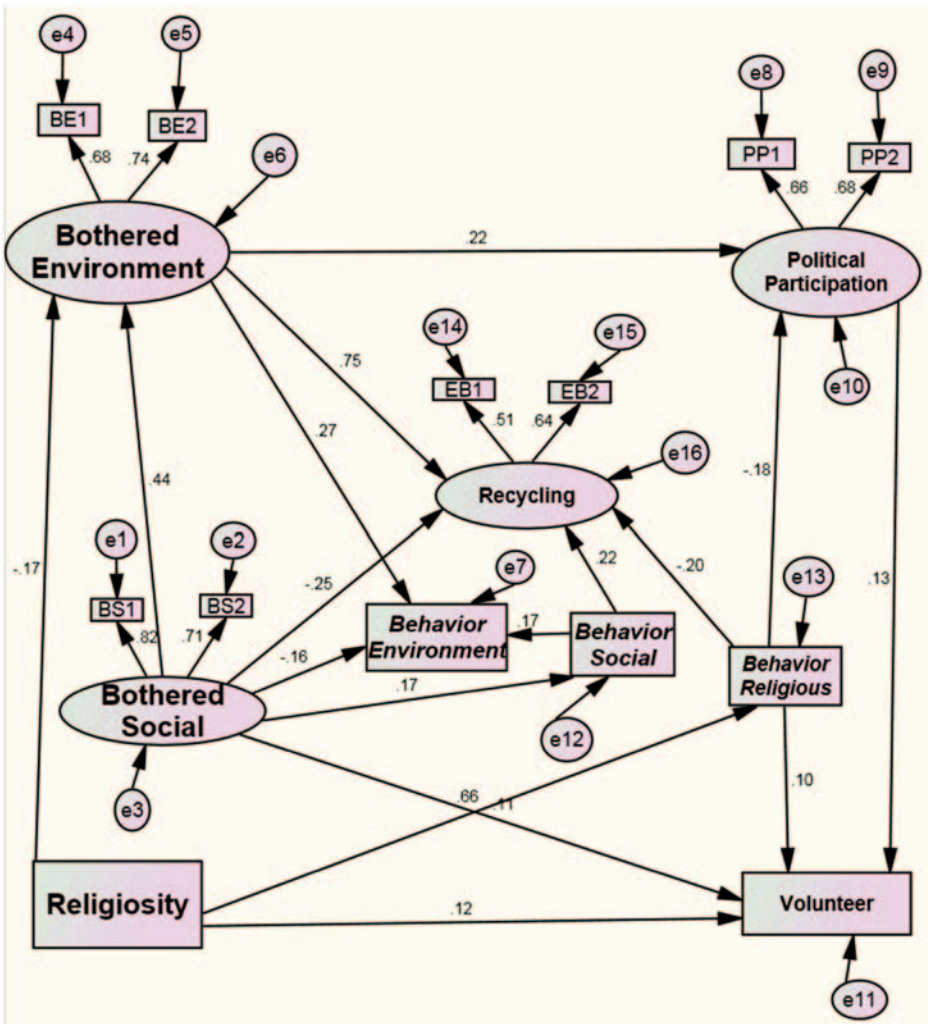 e4
e5
BE1
BE2
.68
.74
e6
e8
e9
PP1
PP2
.66
.68
Bothered
Environment
.22
Political
Participation
e14
e15
.75
EB1
EB2
.51
.64
e10
.27
e16
Recycling
-.18
.44
e1
e2
-.17
-.25
.22
-.20
.13
e7
e13
BS1
BS2
.82
.71
Behavior
Environment
.17
Behavior
Social
-.16
Behavior
Religious
Bothered
Social
.17
e12
e3
.66
.11
.10
Religiosity
.12
Volunteer
e11